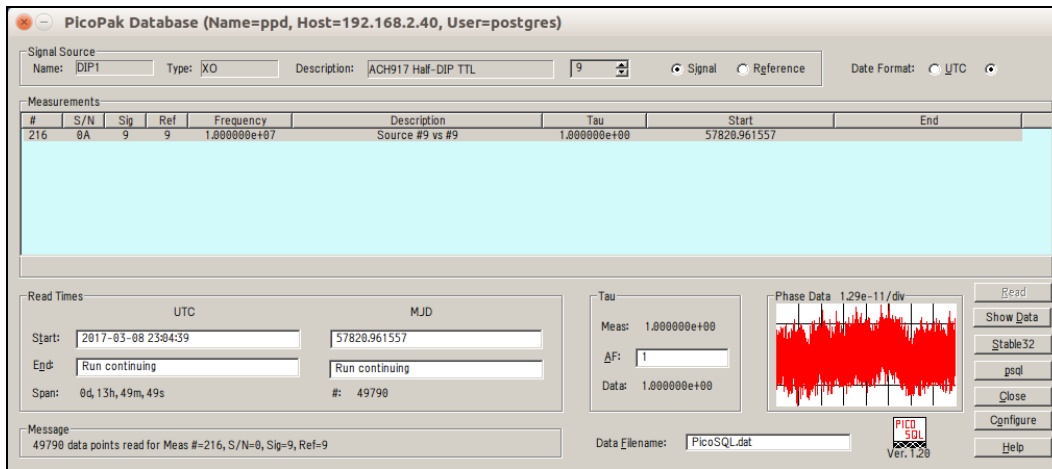 PicoPak Database (Name=ppd, Host=192.168.2.40, User=postgres)
Signal Source
Name: DIP1 Type: XO Description: ACH917 Half-DIP TTL 9 Signal Reference Date Format: UTC
Measurements
# S/N Sig Ref Frequency Description Tau Start End
216 0A 9 9 1.000000e+07 Source #9 vs #9 1.000000e+00 57820.961557
Read Times
UTC MJD
Start: 2017-03-08 23:04:39 57820.961557
End: Run continuing Run continuing
Span: 0d, 13h, 49m, 49s #: 49790
Tau
Meas: 1.000000e+00
AF: 1
Data: 1.000000e+00
Phase Data 1.29e-11/div
Read
Show Data
Stable32
psql
Close
Configure
Help
Message
49790 data points read for Meas #=216, S/N=0, Sig=9, Ref=9
Data Filename: PicoSQL.dat
PICO
SQL
Ver. 1.20